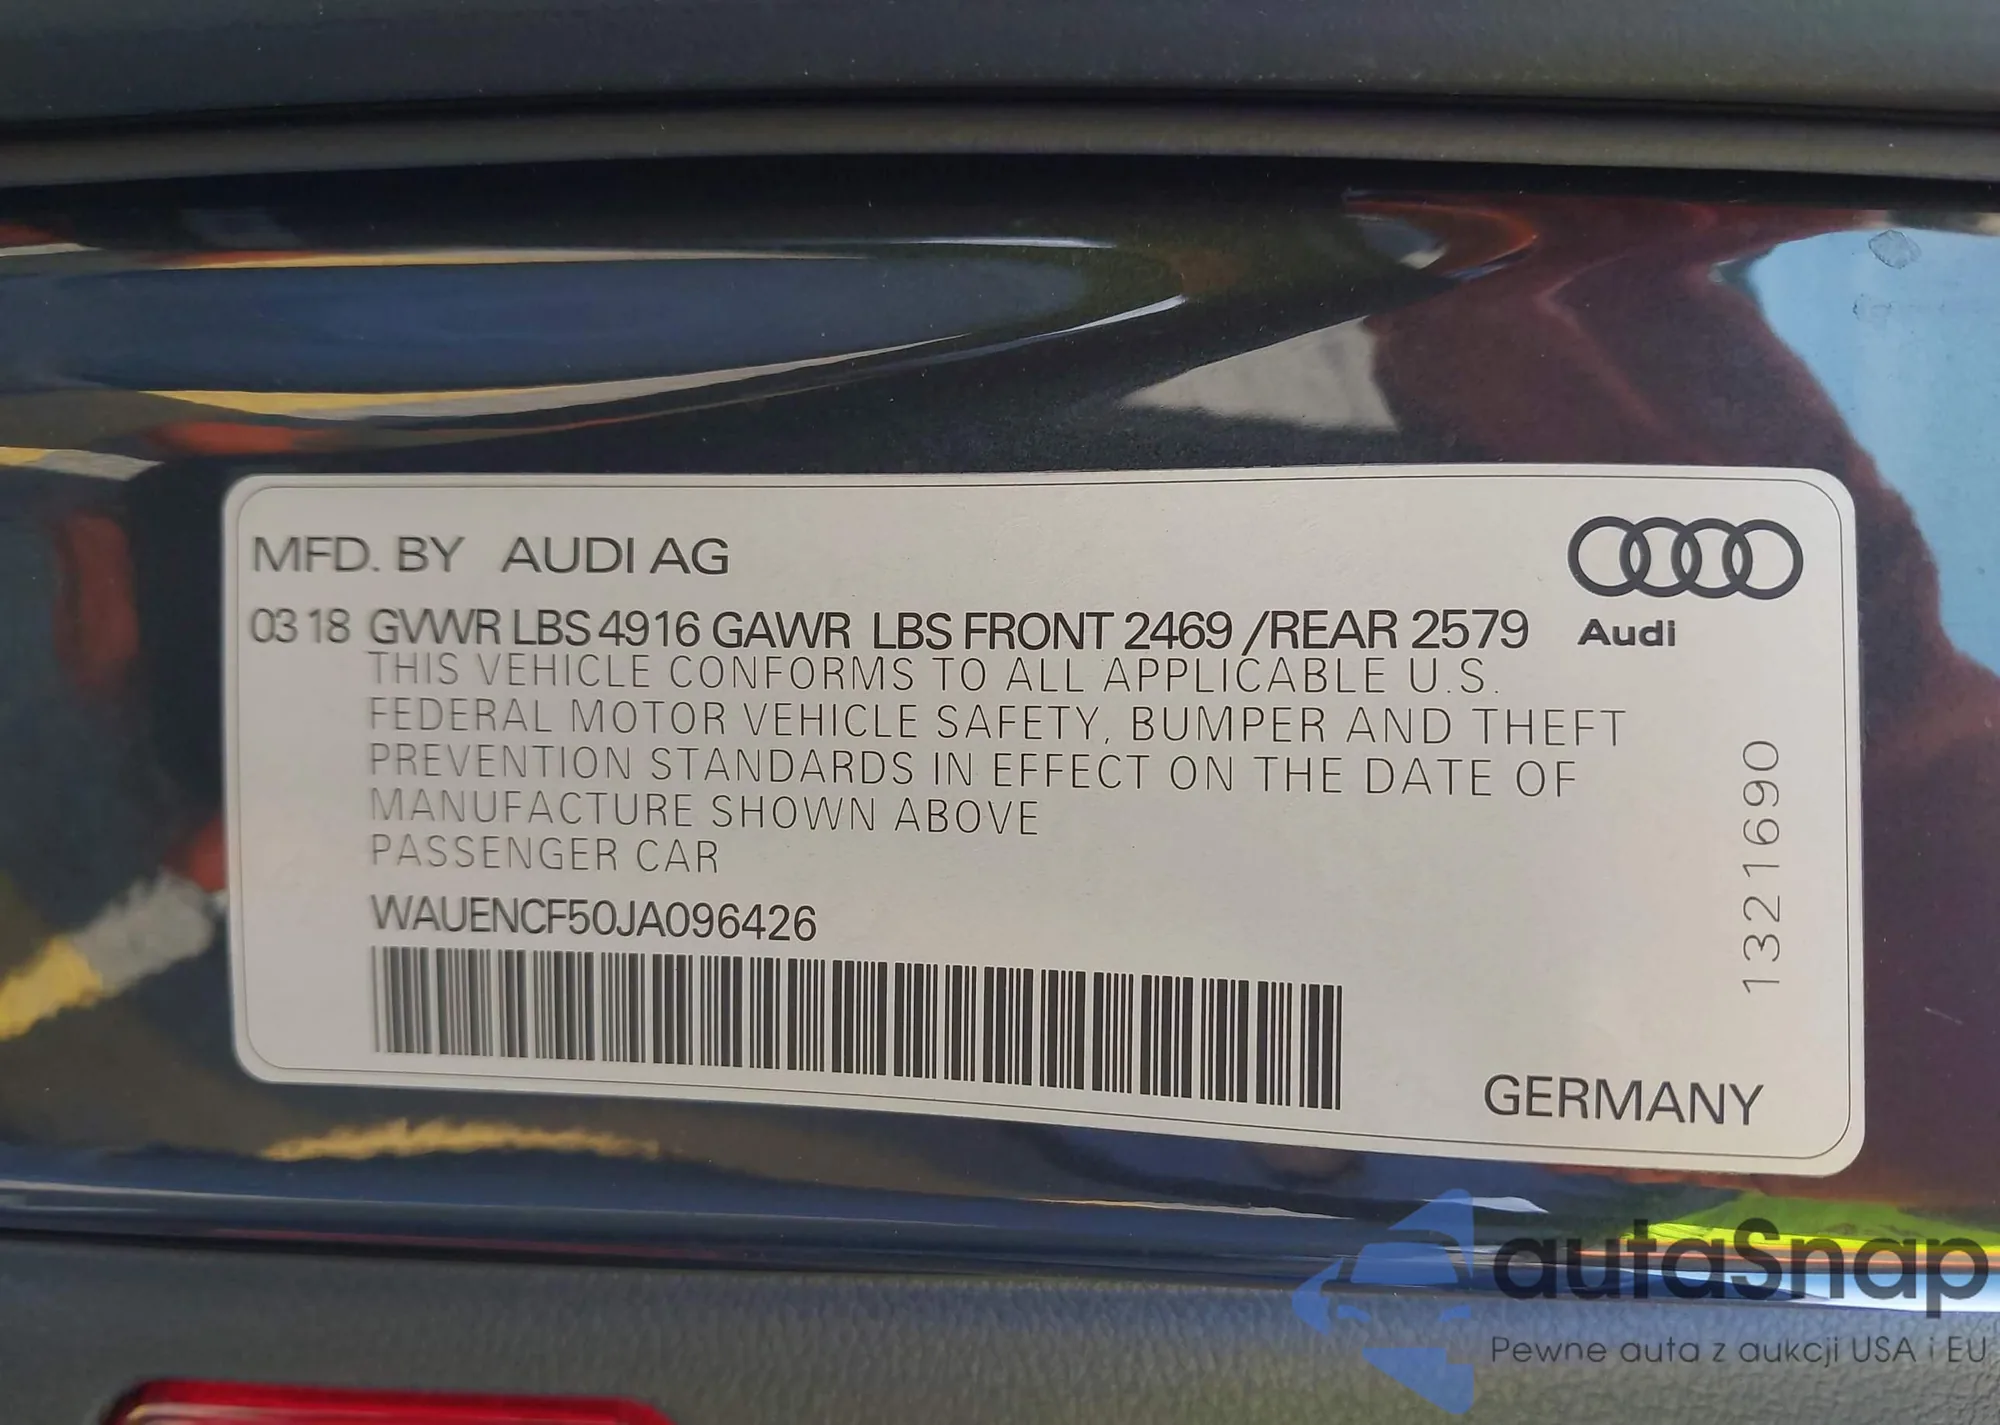 MFD. BY AUDI AG
03 18 GVWR LBS 4916 GAWR LBS FRONT 2469 /REAR 2579
Audi
THIS VEHICLE CONFORMS TO ALL APPLICABLE U.S.
FEDERAL MOTOR VEHICLE SAFETY, BUMPER AND THEFT
PREVENTION STANDARDS IN EFFECT ON THE DATE OF
MANUFACTURE SHOWN ABOVE
PASSENGER CAR
WAUENCF50JA096426
1321690
GERMANY
autaSnap
Pewne auta z aukcji USA i EU